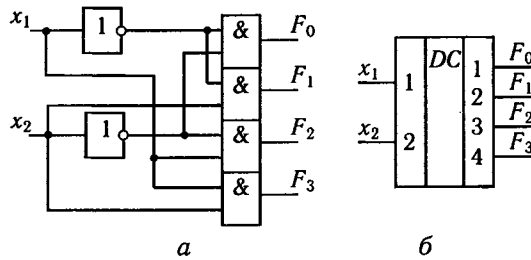 x₁ 1 & F₀
& F₁
x₂ 1 & F₂
& F₃
а
x₁ 1 DC 1 F₀
2 F₁
x₂ 2 3 F₂
4 F₃
б